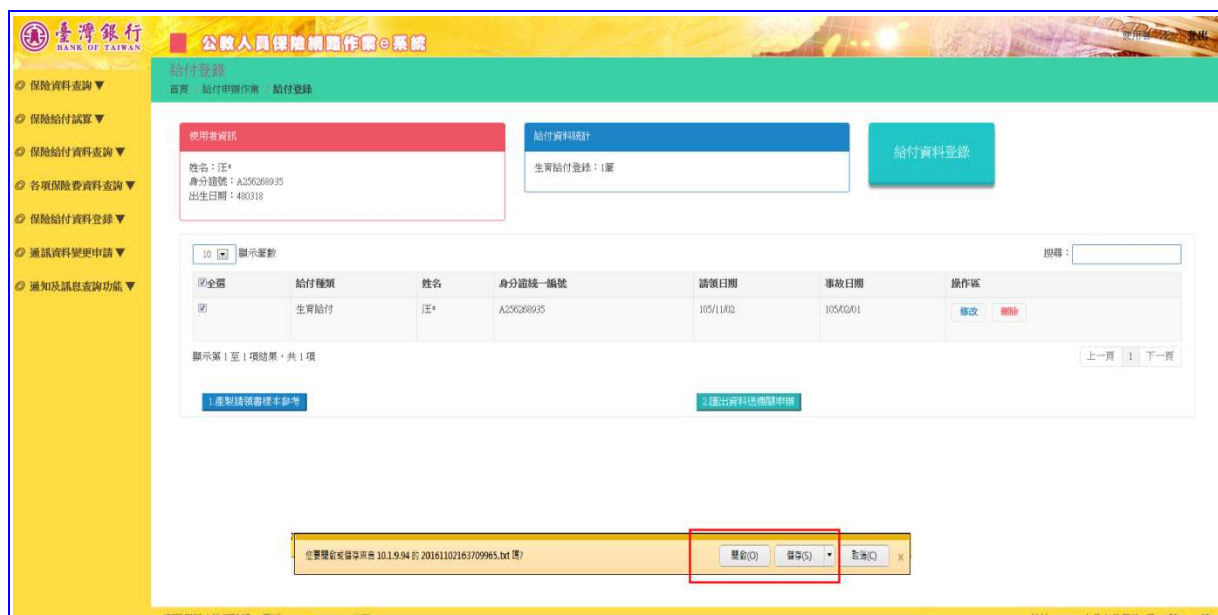 臺灣銀行
BANK OF TAIWAN
公教人員保險網路作業e系統
登出
保險資料查詢▼
保險給付試算▼
保險給付資料查詢▼
各項保險費資料查詢▼
保險給付資料登錄▼
通訊資料變更申請▼
通知及訊息查詢功能▼
給付登錄
首頁 / 給付申辦作業 / 給付登錄
使用者資訊
姓名：汪*
身分證號：A256268935
出生日期：480318
給付資料統計
生育給付登錄：1筆
給付資料登錄
10 顯示筆數
搜尋：
全選 給付種類 姓名 身分證統一編號 請領日期 事故日期 操作區
生育給付 汪* A256268935 105/11/02 105/02/01 修改 刪除
顯示第 1 至 1 項結果，共 1 項
上一頁 1 下一頁
1.產製請領書樣本參考
2.匯出資料送機關申辦
您要開啟或儲存來自 10.1.9.94 的 20161102163709965.txt 嗎?
開啟(O) 儲存(S) 取消(C) x